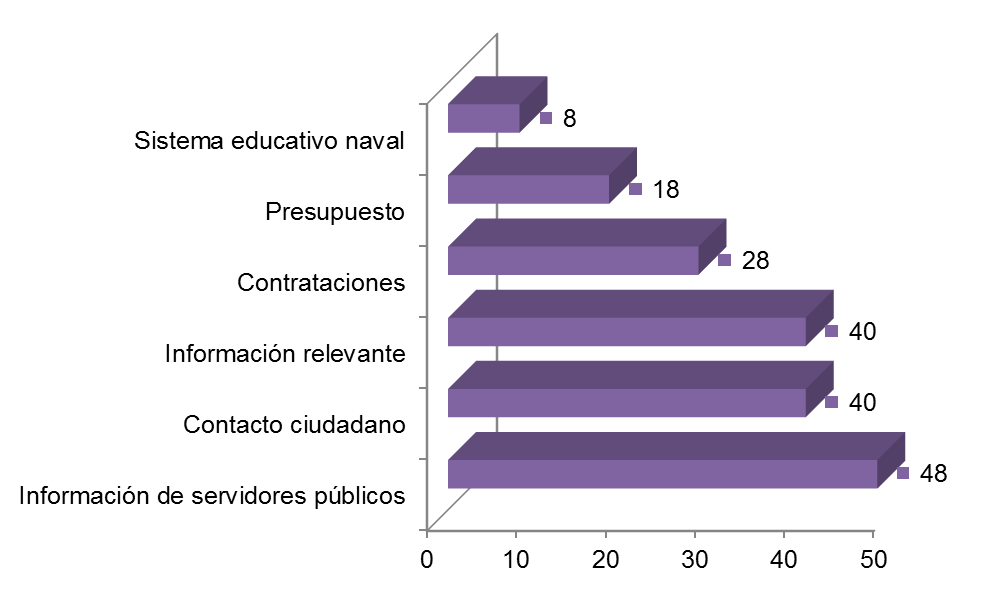 Sistema educativo naval
8
Presupuesto
18
Contrataciones
28
Información relevante
40
Contacto ciudadano
40
Información de servidores públicos
48
0 10 20 30 40 50